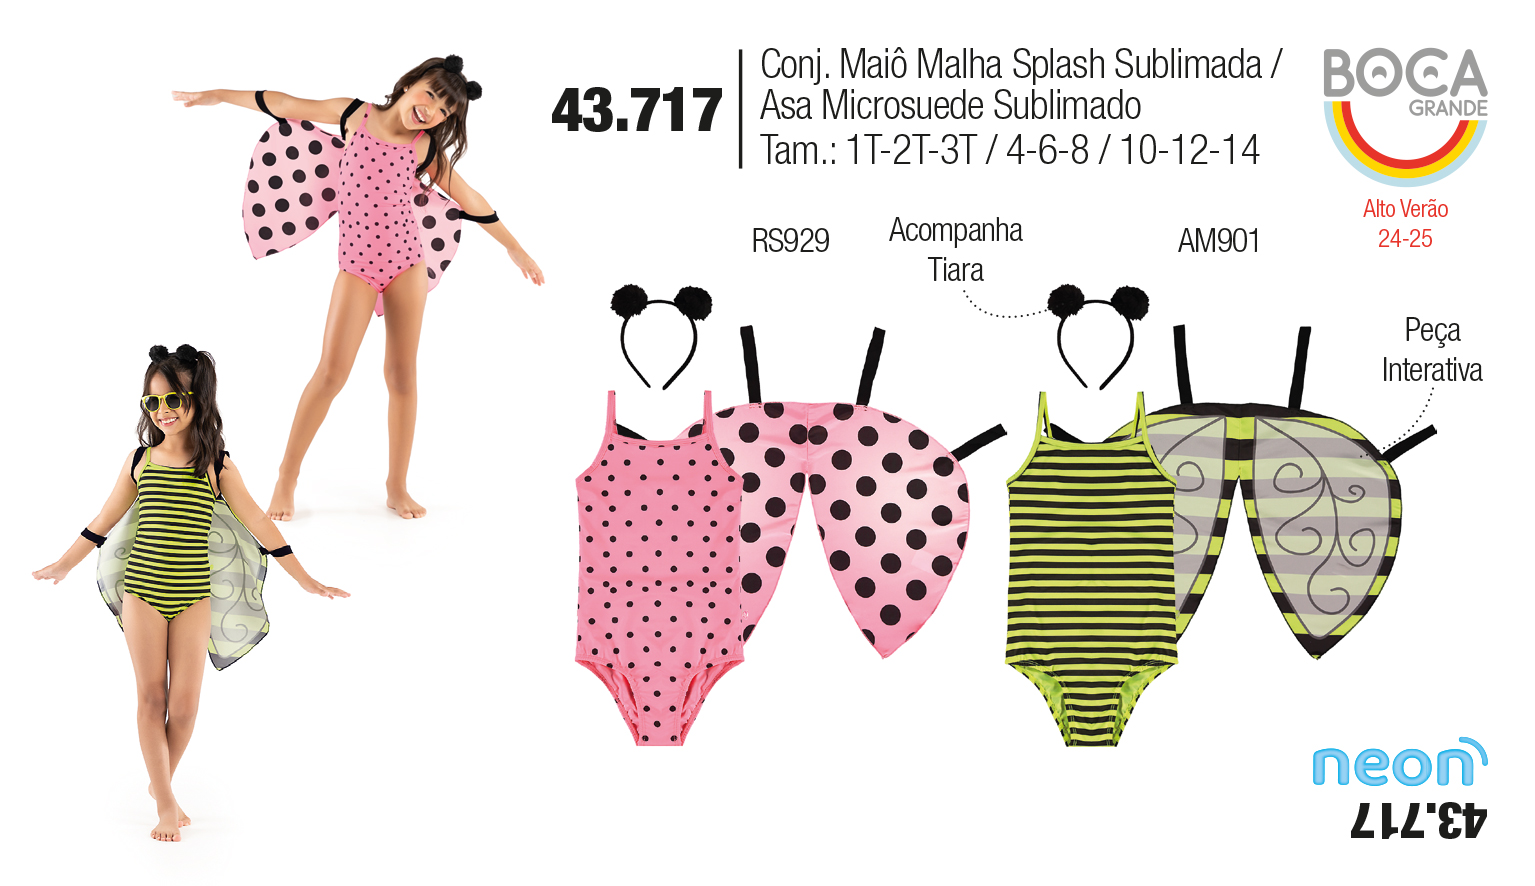 43.717
Conj. Maiô Malha Splash Sublimada /
Asa Microsuede Sublimado
Tam.: 1T-2T-3T / 4-6-8 / 10-12-14
BOCA
GRANDE
Alto Verão
24-25
RS929
Acompanha
Tiara
AM901
Peça
Interativa
neon
43.717